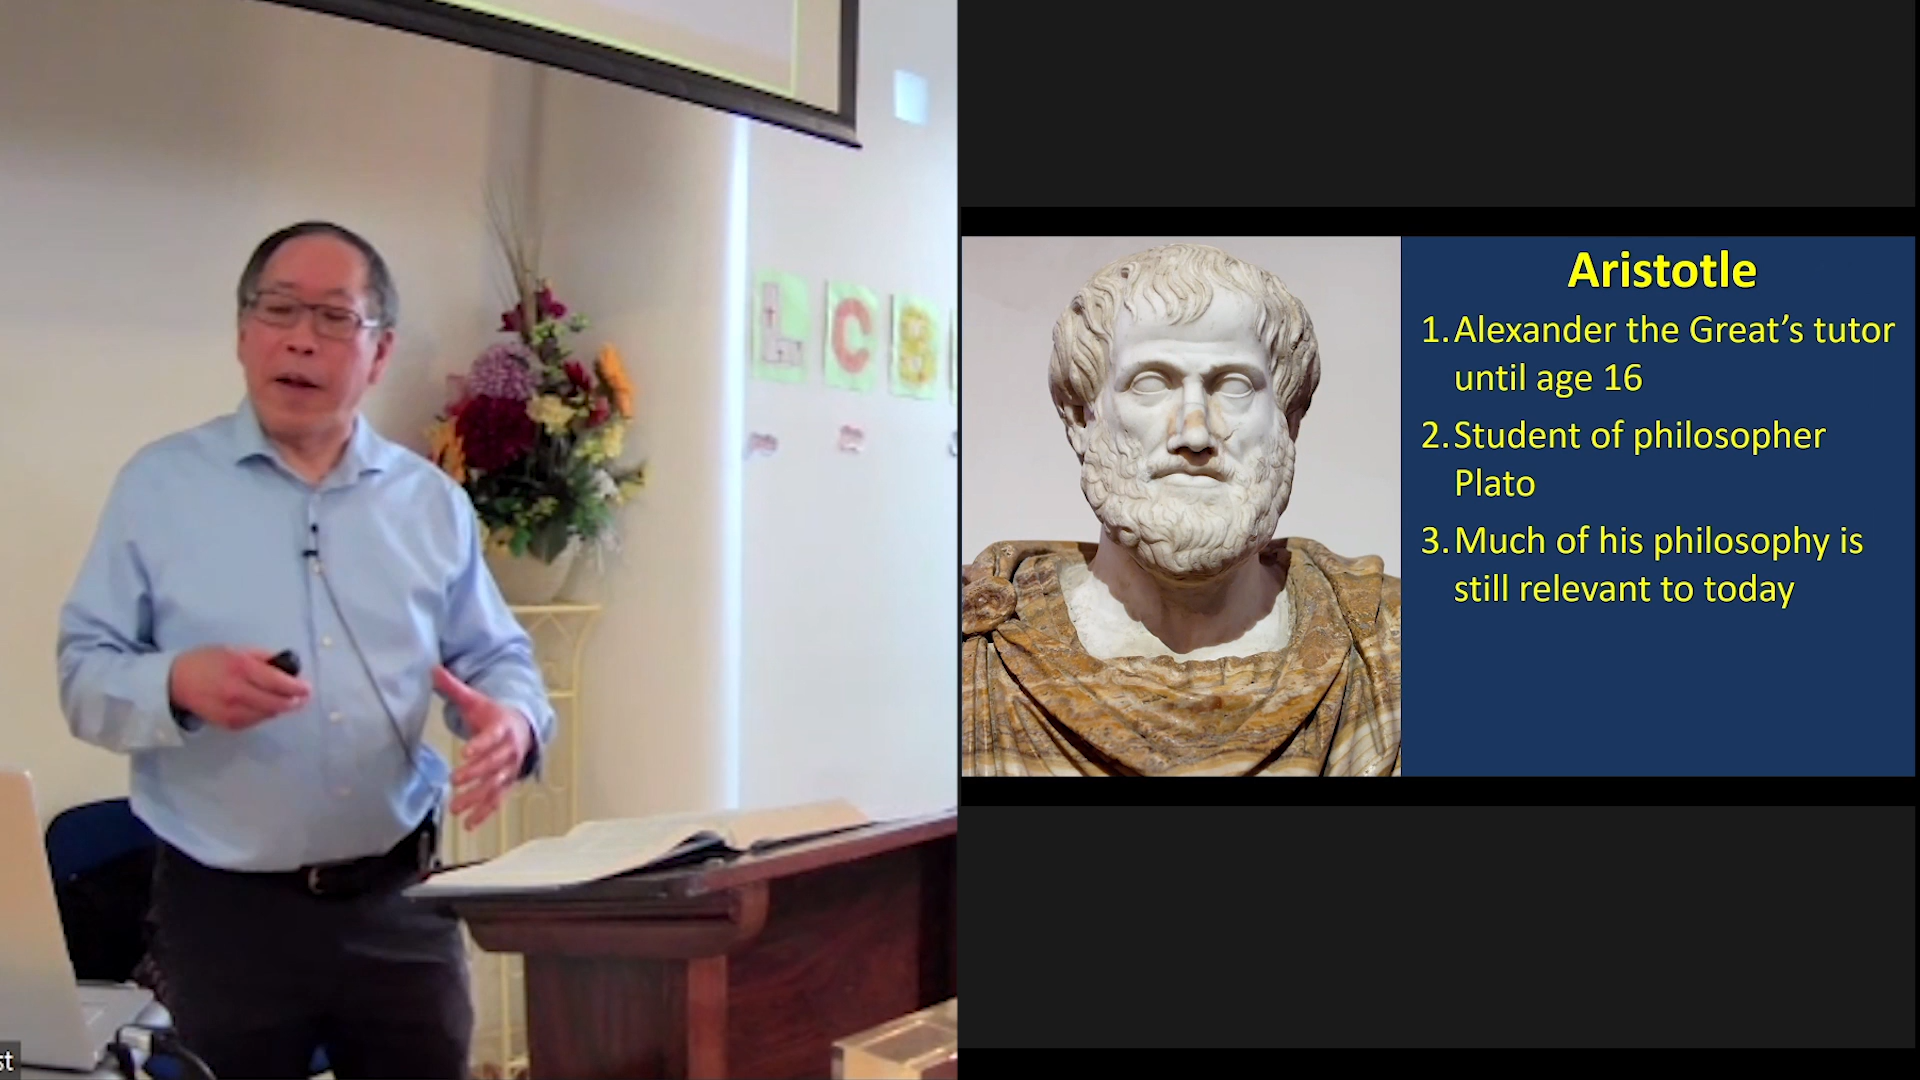 L C B
Aristotle
1. Alexander the Great's tutor
until age 16
2. Student of philosopher
Plato
3. Much of his philosophy is
still relevant to today
st